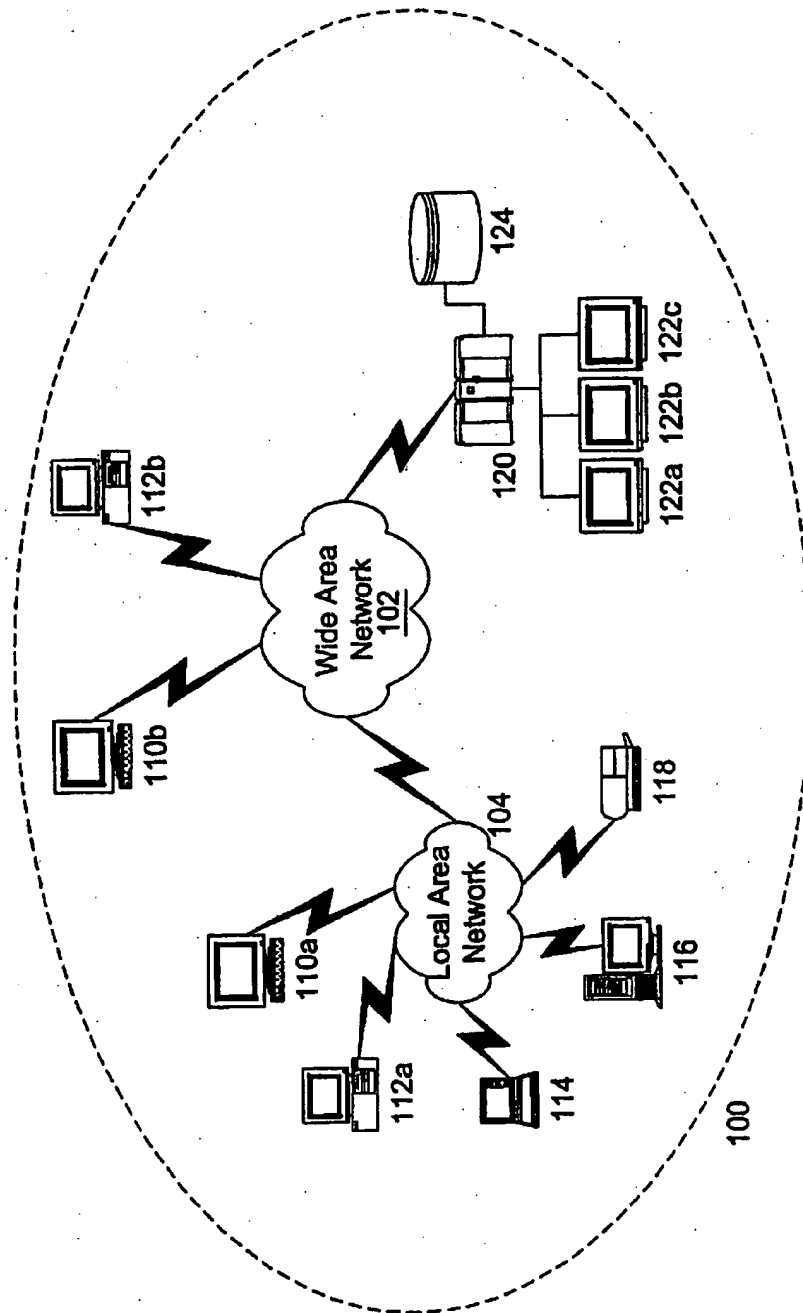 110b
112b
110a
112a
Wide Area
Network
102
124
104
Local Area
Network
120
114
116
118
122a
122b
122c
100